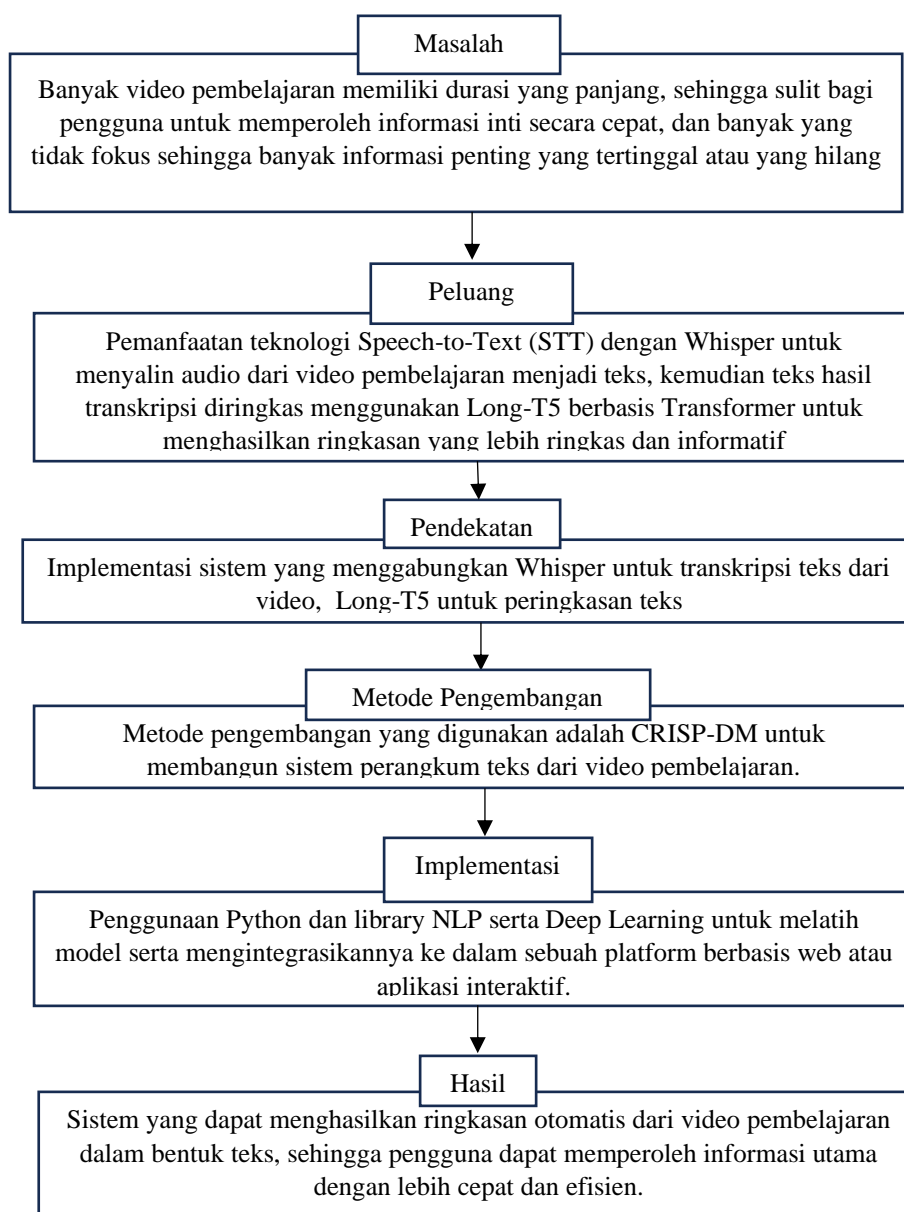 Masalah
Banyak video pembelajaran memiliki durasi yang panjang, sehingga sulit bagi
pengguna untuk memperoleh informasi inti secara cepat, dan banyak yang
tidak fokus sehingga banyak informasi penting yang tertinggal atau yang hilang
Peluang
Pemanfaatan teknologi Speech-to-Text (STT) dengan Whisper untuk
menyalin audio dari video pembelajaran menjadi teks, kemudian teks hasil
transkripsi diringkas menggunakan Long-T5 berbasis Transformer untuk
menghasilkan ringkasan yang lebih ringkas dan informatif
Pendekatan
Implementasi sistem yang menggabungkan Whisper untuk transkripsi teks dari
video, Long-T5 untuk peringkasan teks
Metode Pengembangan
Metode pengembangan yang digunakan adalah CRISP-DM untuk
membangun sistem perangkum teks dari video pembelajaran.
Implementasi
Penggunaan Python dan library NLP serta Deep Learning untuk melatih
model serta mengintegrasikannya ke dalam sebuah platform berbasis web atau
aplikasi interaktif.
Hasil
Sistem yang dapat menghasilkan ringkasan otomatis dari video pembelajaran
dalam bentuk teks, sehingga pengguna dapat memperoleh informasi utama
dengan lebih cepat dan efisien.